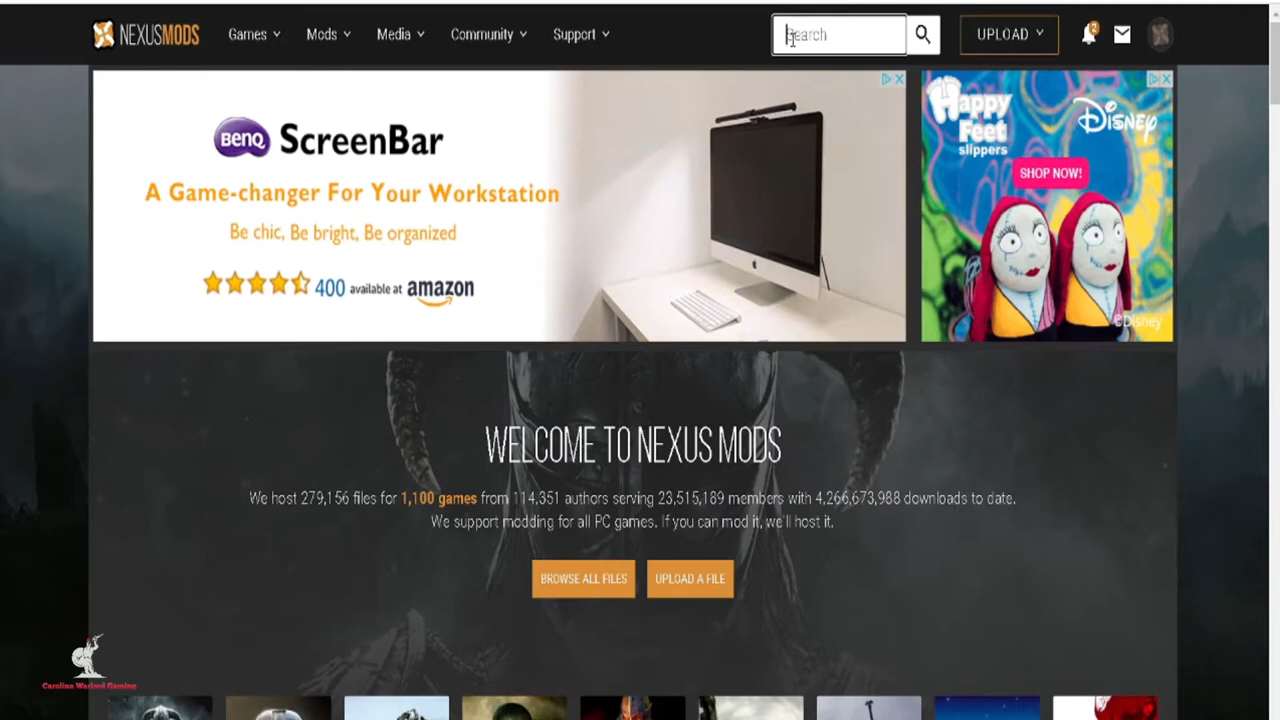 NEXUSMODS Games Mods Media Community Support Search UPLOAD 2
BENQ ScreenBar
A Game-changer For Your Workstation
Be chic, Be bright, Be organized
400 available at amazon
Happy
Feet
slippers
Disney
SHOP NOW!
©Disney
WELCOME TO NEXUS MODS
We host 279,156 files for 1,100 games from 114,351 authors serving 23,515,189 members with 4,266,673,988 downloads to date.
We support modding for all PC games. If you can mod it, we'll host it.
BROWSE ALL FILES UPLOAD A FILE
Carolina Warlord Gaming